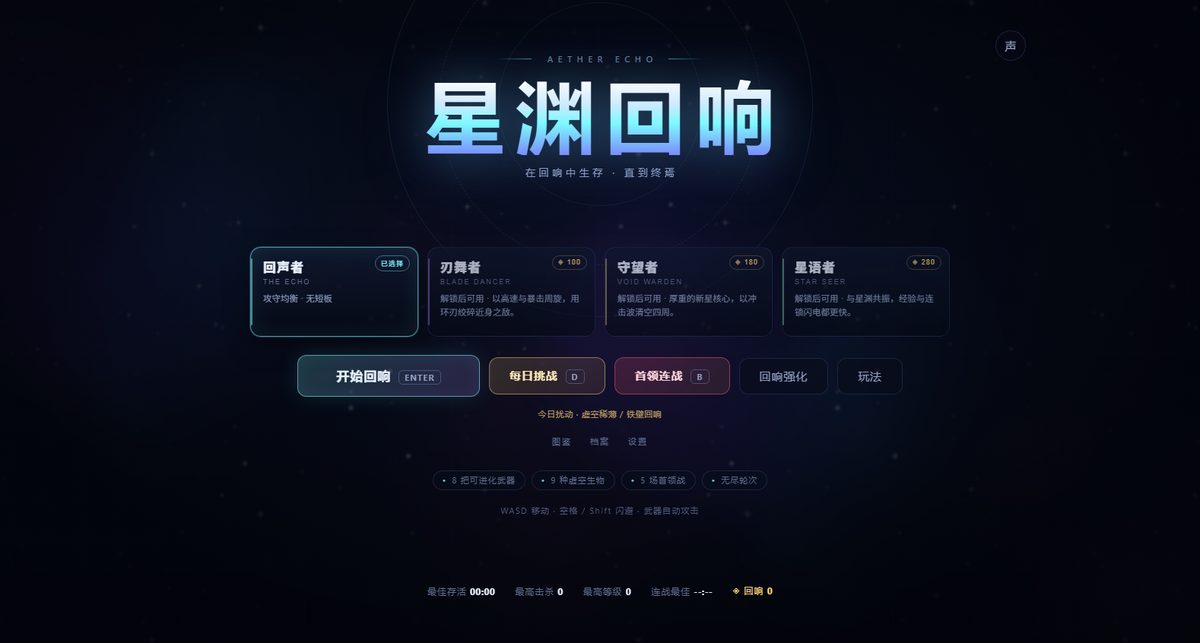 声
AETHER ECHO
星渊回响
在回响中生存 · 直到终焉
回声者 已选择
THE ECHO
攻守均衡 · 无短板
刃舞者 ◈ 100
BLADE DANCER
解锁后可用 · 以高速与暴击周旋，用
环刃绞碎近身之敌。
守望者 ◈ 180
VOID WARDEN
解锁后可用 · 厚重的新星核心，以冲
击波清空四周。
星语者 ◈ 280
STAR SEER
解锁后可用 · 与星渊共振，经验与连
锁闪电都更快。
开始回响 ENTER 每日挑战 D 首领连战 B 回响强化 玩法
今日扰动 · 虚空稀薄 / 铁壁回响
图鉴 档案 设置
• 8 把可进化武器 • 9 种虚空生物 • 5 场首领战 • 无尽轮次
WASD 移动 · 空格 / Shift 闪避 · 武器自动攻击
最佳存活 00:00 最高击杀 0 最高等级 0 连战最佳 --:-- ◈ 回响 0